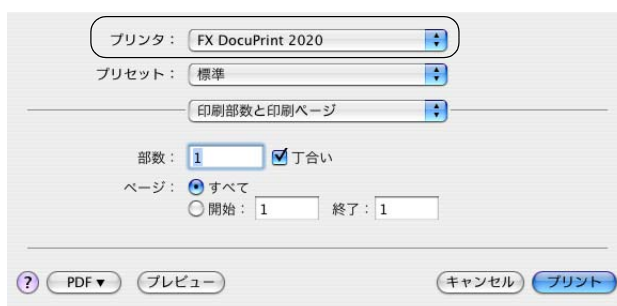 プリンタ： FX DocuPrint 2020
プリセット： 標準
印刷部数と印刷ページ
部数： 1 丁合い
ページ： すべて
開始： 1 終了： 1
? PDF▼ プレビュー キャンセル プリント